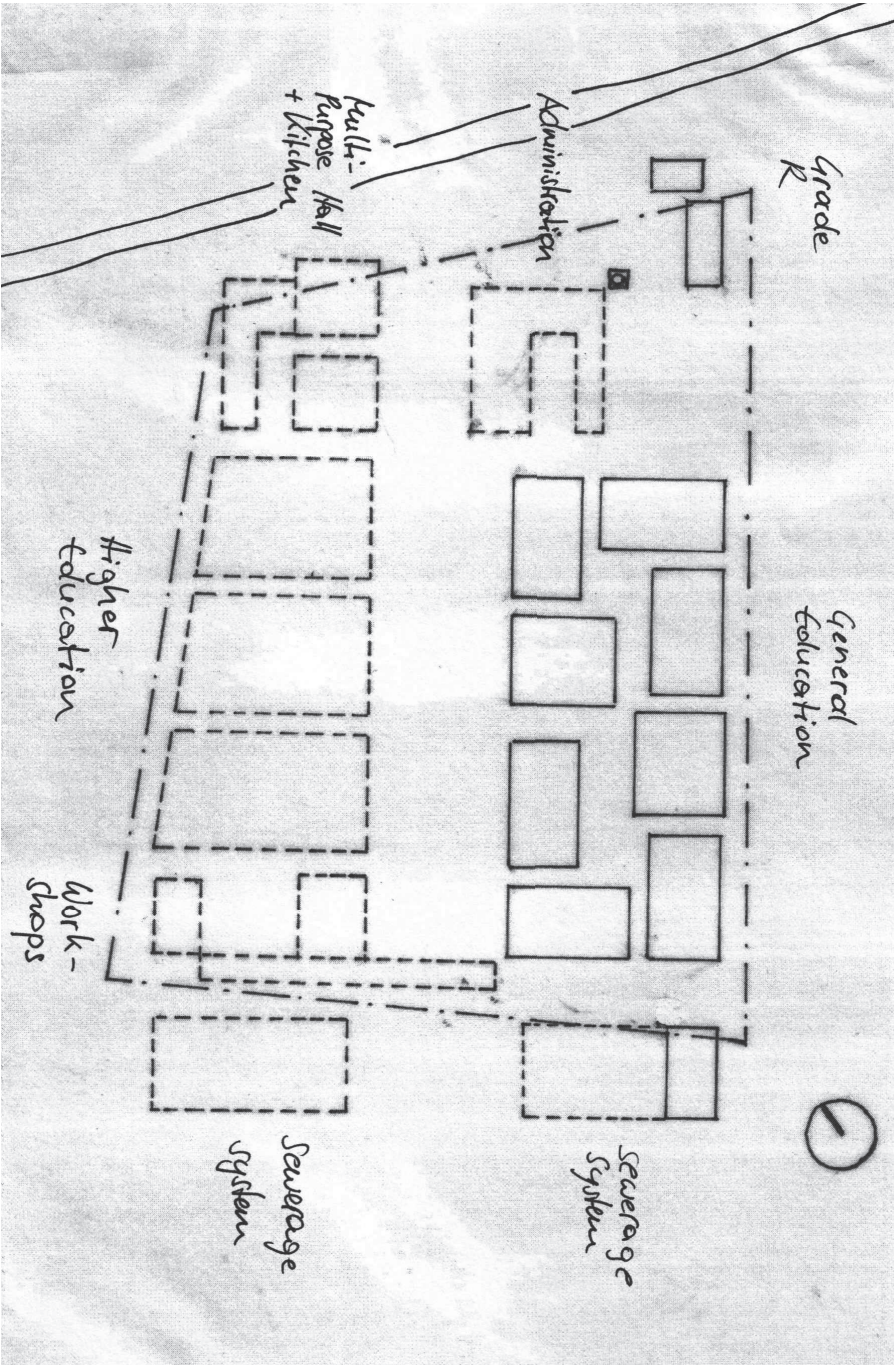 Grade
R
Administration
Multi-
Purpose Hall
+ Kitchen
General
Education
Higher
Education
Work-
shops
Sewerage
System
Sewerage
system